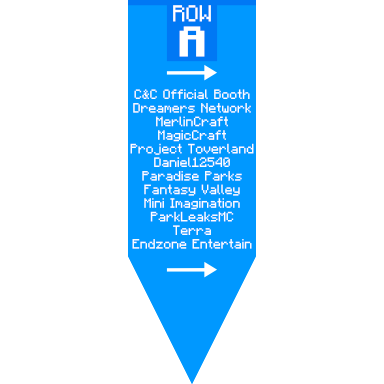 ROW
A
C&C Official Booth
Dreamers Network
MerlinCraft
MagicCraft
Project Toverland
Daniel12540
Paradise Parks
Fantasy Valley
Mini Imagination
ParkLeaksMC
Terra
Endzone Entertain